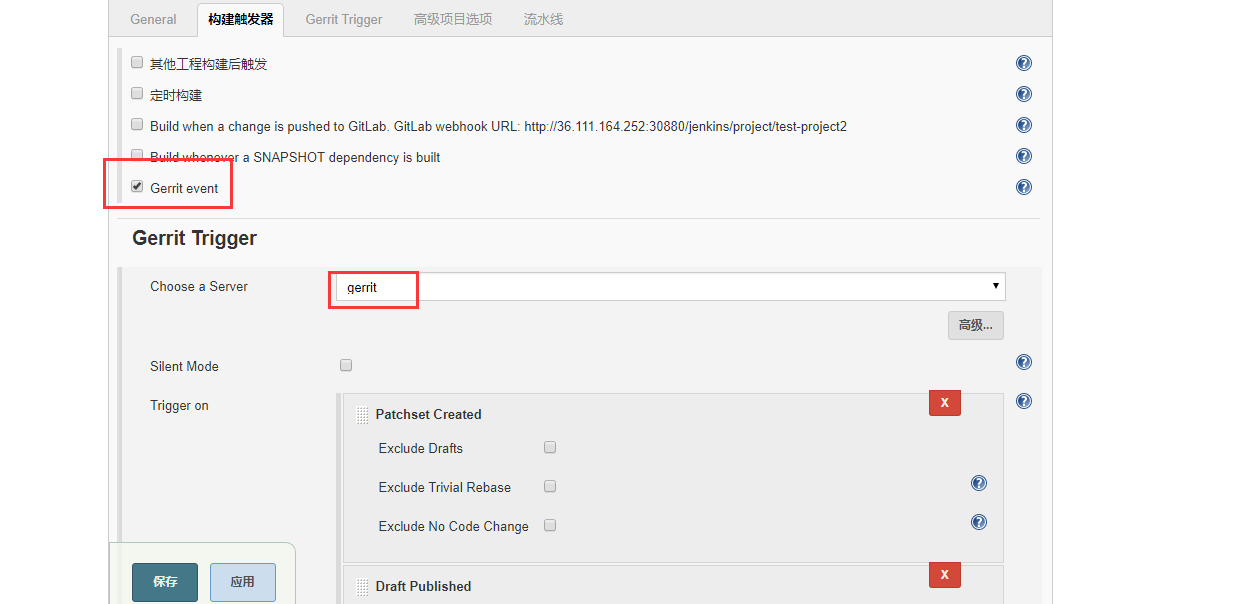 General 构建触发器 Gerrit Trigger 高级项目选项 流水线
其他工程构建后触发
定时构建
Build when a change is pushed to GitLab. GitLab webhook URL: http://36.111.164.252:30880/jenkins/project/test-project2
Build whenever a SNAPSHOT dependency is built
Gerrit event
Gerrit Trigger
Choose a Server gerrit
高级...
Silent Mode
Trigger on
Patchset Created X
Exclude Drafts
Exclude Trivial Rebase
Exclude No Code Change
Draft Published X
保存 应用